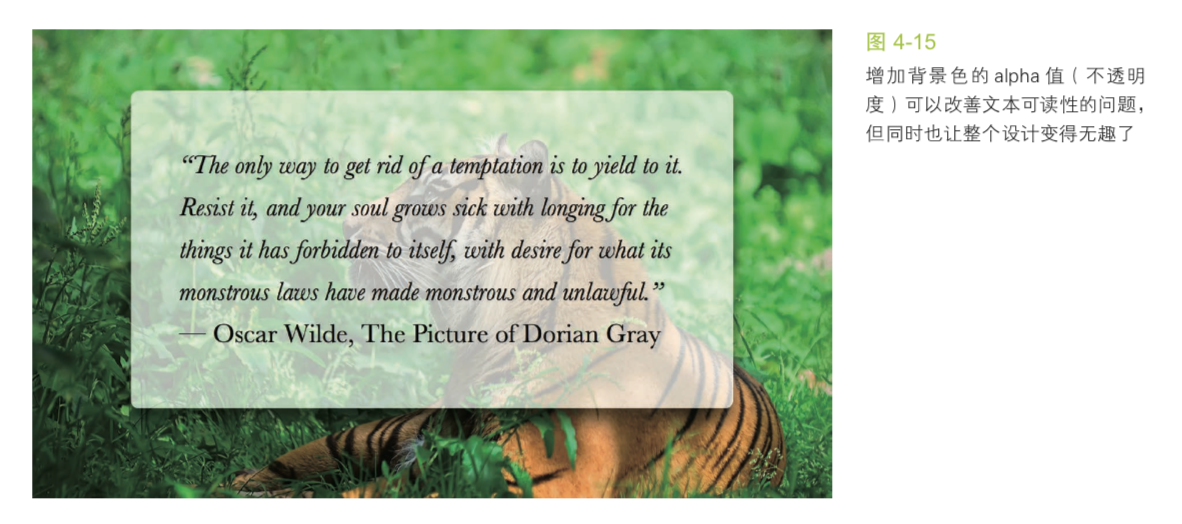 “The only way to get rid of a temptation is to yield to it.
Resist it, and your soul grows sick with longing for the
things it has forbidden to itself, with desire for what its
monstrous laws have made monstrous and unlawful.”
— Oscar Wilde, The Picture of Dorian Gray
图 4-15
增加背景色的 alpha 值（不透明
度）可以改善文本可读性的问题，
但同时也让整个设计变得无趣了